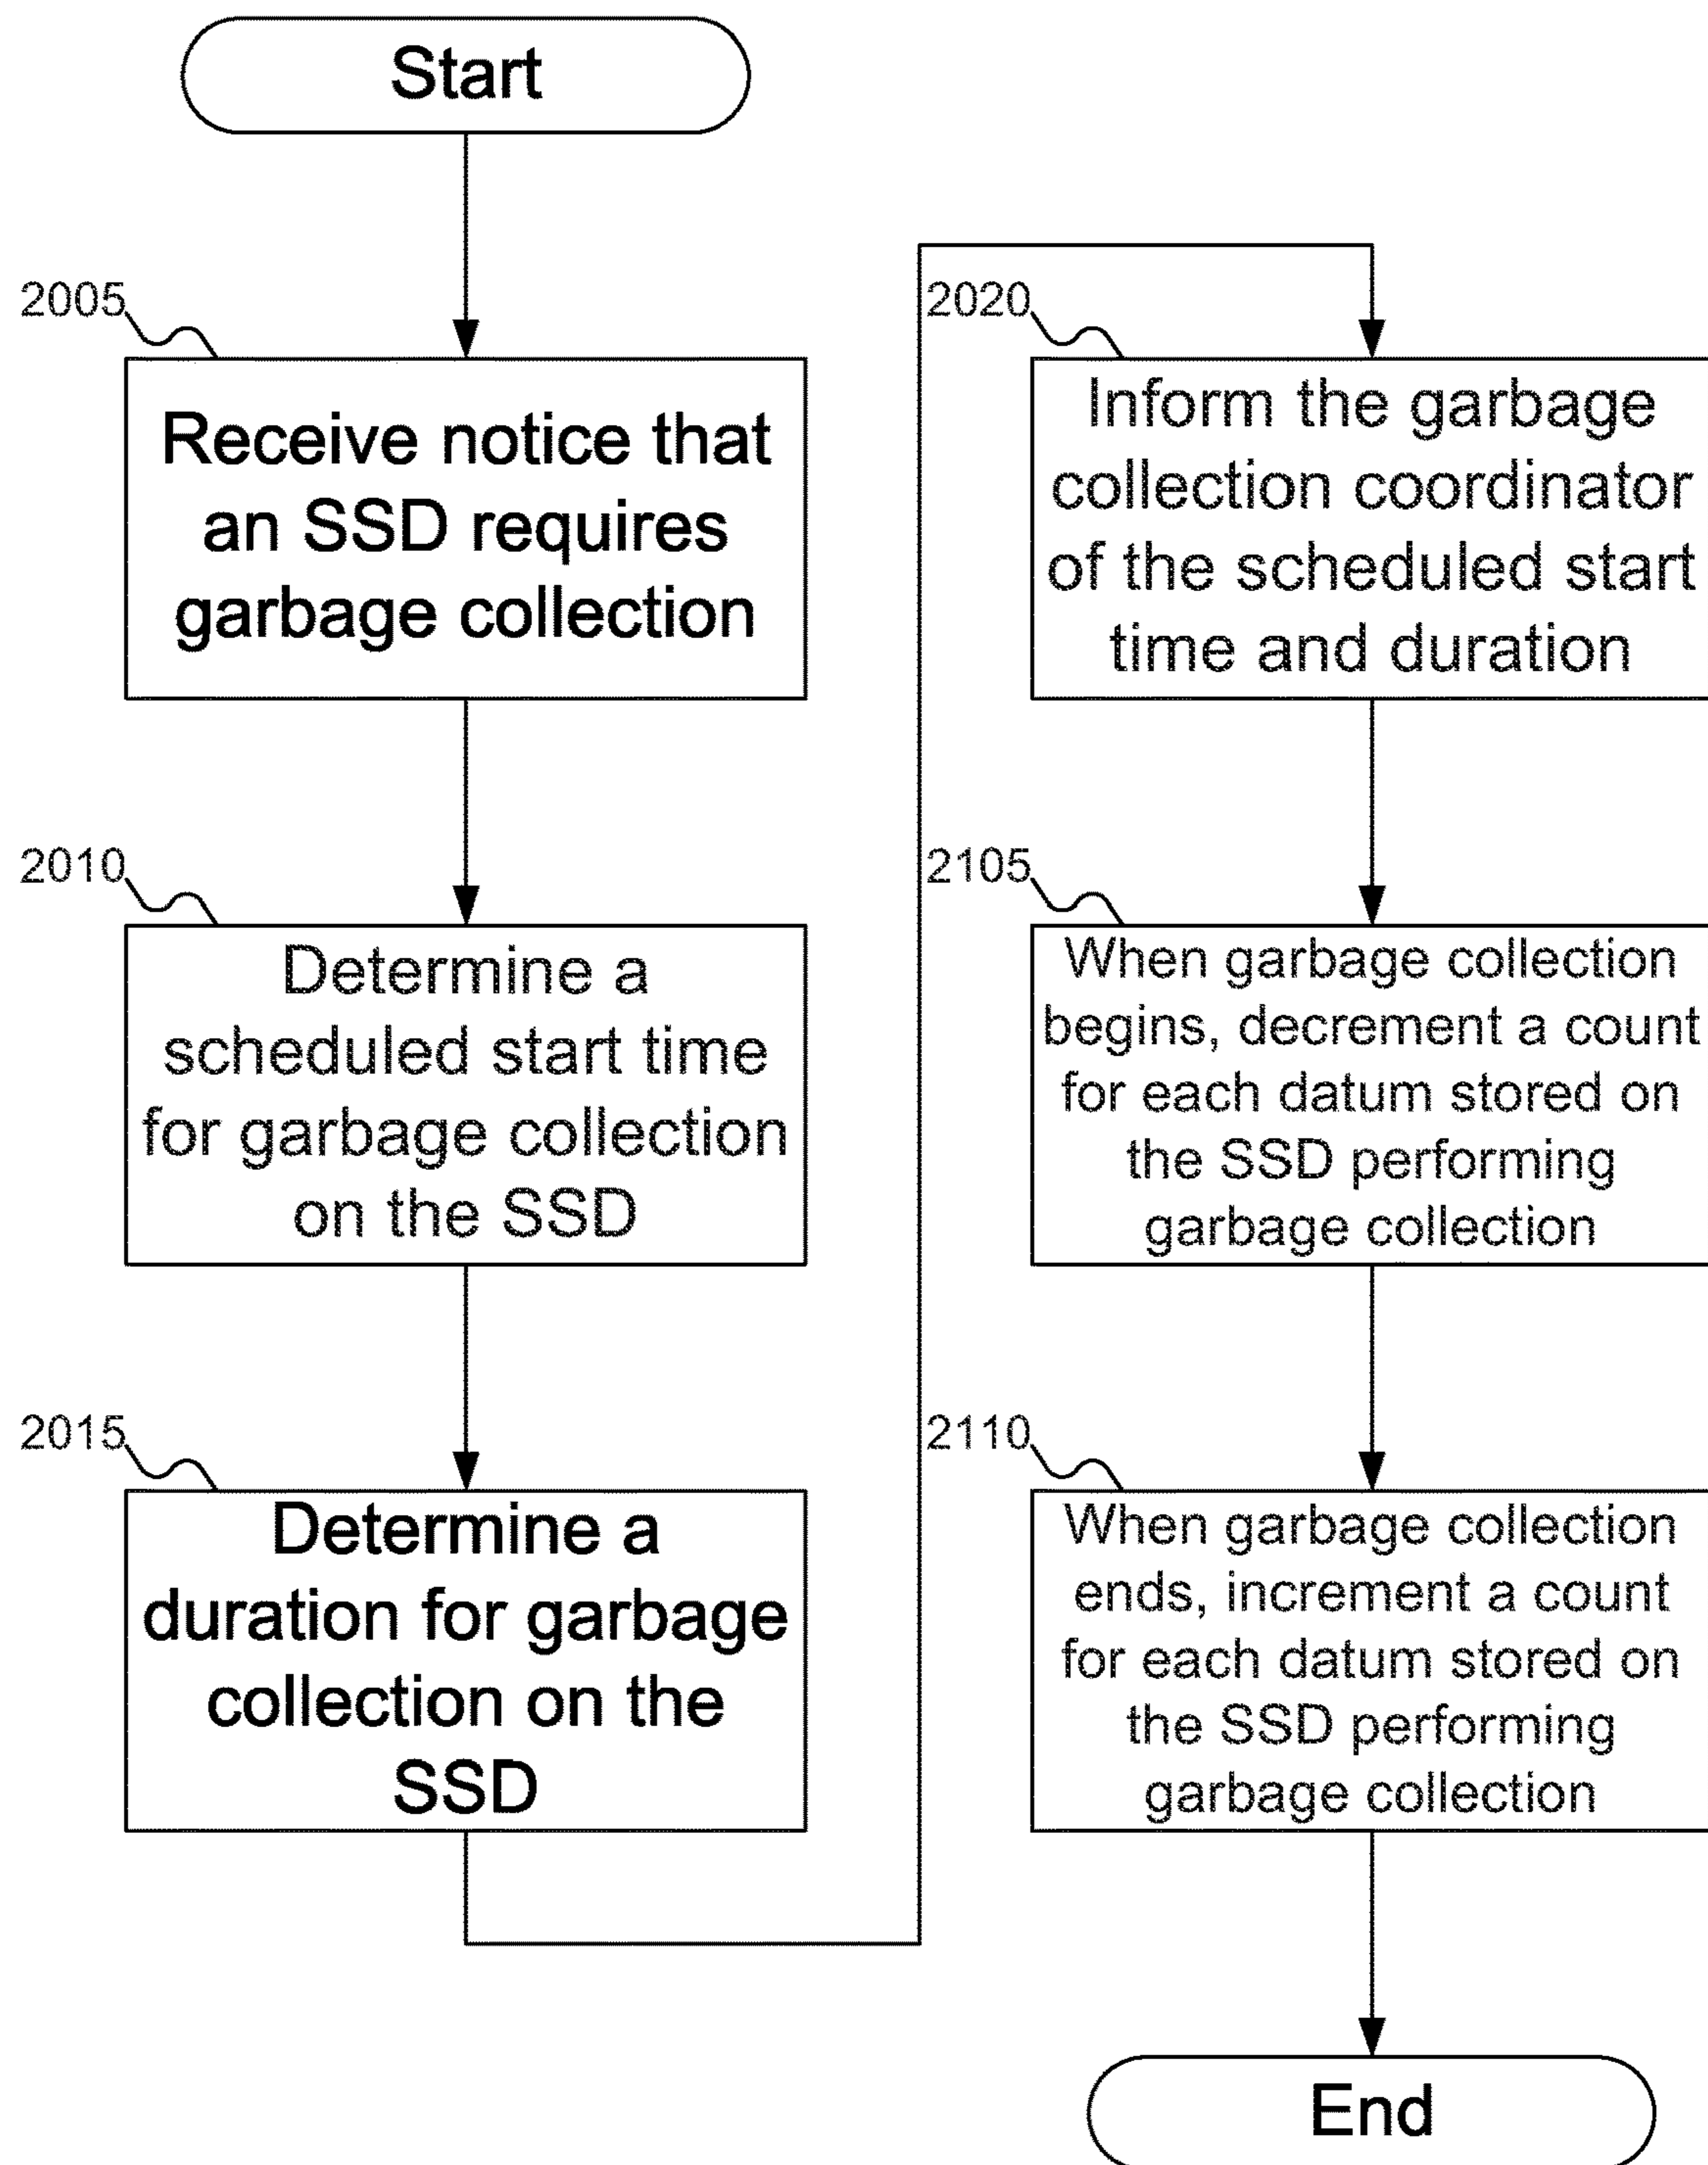 Start
2005
Receive notice that
an SSD requires
garbage collection
2010
Determine a
scheduled start time
for garbage collection
on the SSD
2015
Determine a
duration for garbage
collection on the
SSD
2020
Inform the garbage
collection coordinator
of the scheduled start
time and duration
2105
When garbage collection
begins, decrement a count
for each datum stored on
the SSD performing
garbage collection
2110
When garbage collection
ends, increment a count
for each datum stored on
the SSD performing
garbage collection
End